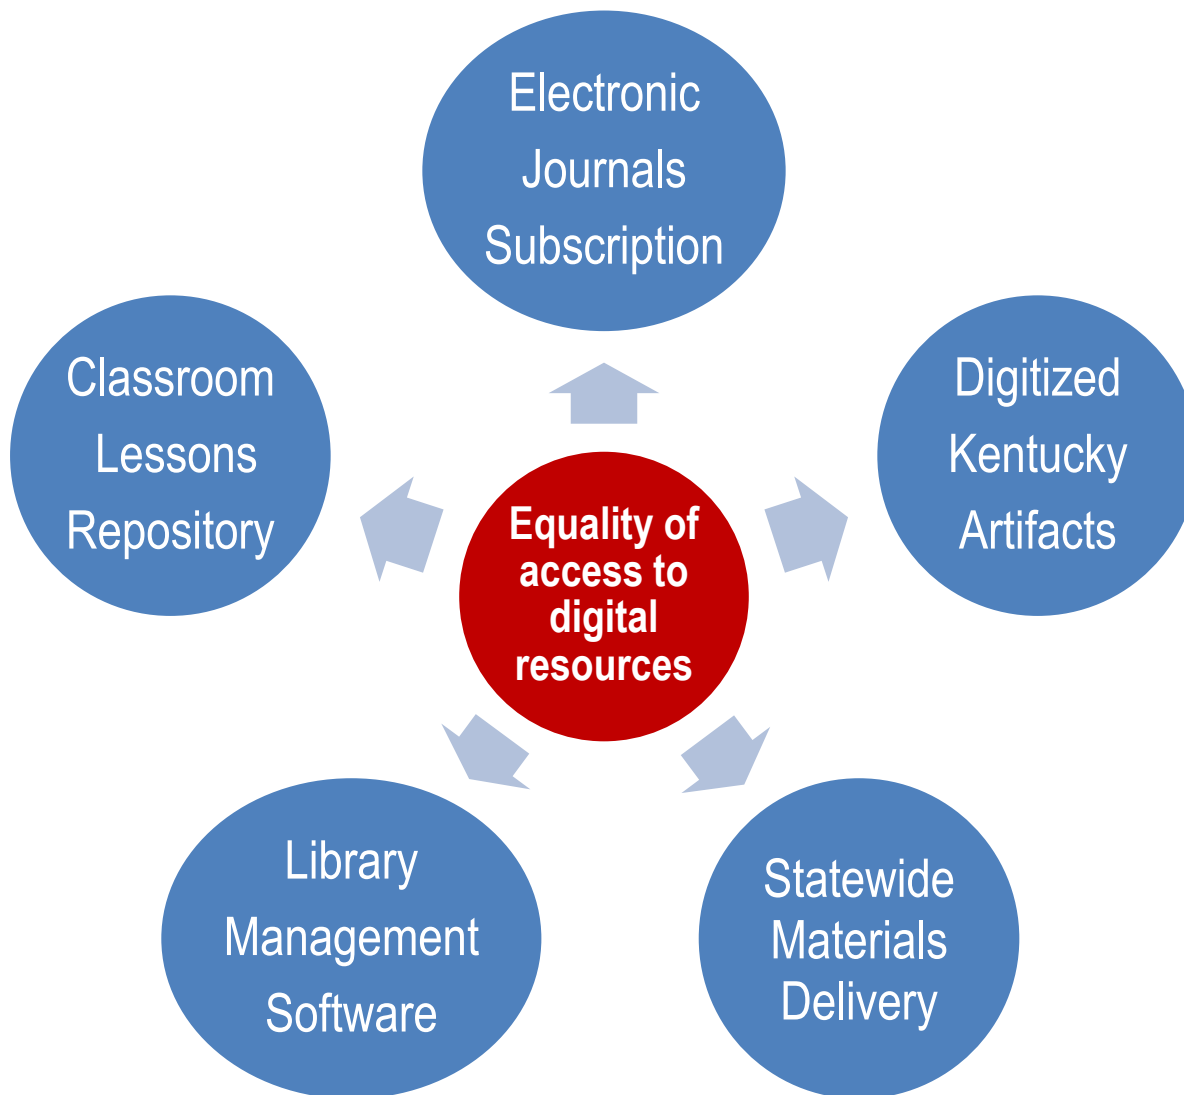 Electronic
Journals
Subscription
Classroom
Lessons
Repository
Digitized
Kentucky
Artifacts
Equality of
access to
digital
resources
Library
Management
Software
Statewide
Materials
Delivery